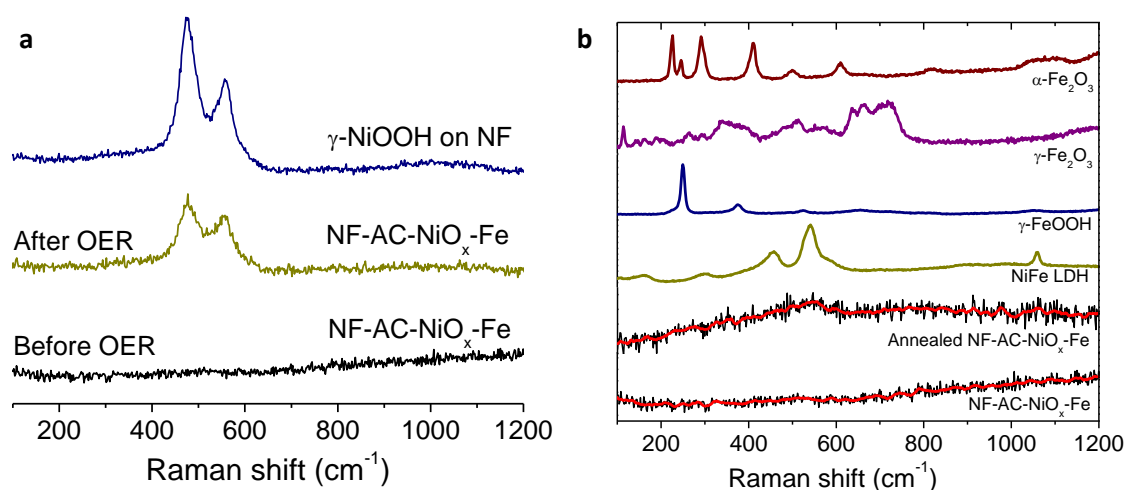 a
γ-NiOOH on NF
After OER
NF-AC-NiOx-Fe
Before OER
NF-AC-NiOx-Fe
200 400 600 800 1000 1200
Raman shift (cm-1)
b
α-Fe2O3
γ-Fe2O3
γ-FeOOH
NiFe LDH
Annealed NF-AC-NiOx-Fe
NF-AC-NiOx-Fe
200 400 600 800 1000 1200
Raman shift (cm-1)